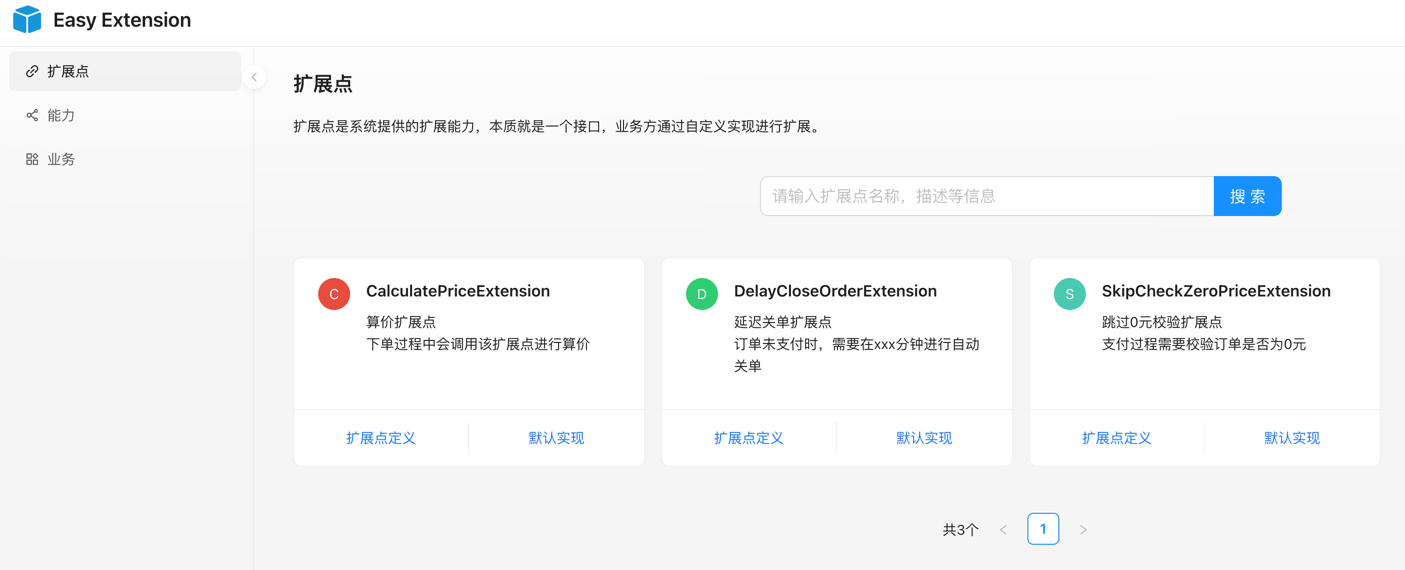 Easy Extension
扩展点
能力
业务
扩展点
扩展点是系统提供的扩展能力，本质就是一个接口，业务方通过自定义实现进行扩展。
请输入扩展点名称，描述等信息
搜 索
C
CalculatePriceExtension
算价扩展点
下单过程中会调用该扩展点进行算价
扩展点定义
默认实现
D
DelayCloseOrderExtension
延迟关单扩展点
订单未支付时，需要在xxx分钟进行自动
关单
扩展点定义
默认实现
S
SkipCheckZeroPriceExtension
跳过0元校验扩展点
支付过程需要校验订单是否为0元
扩展点定义
默认实现
共3个
1